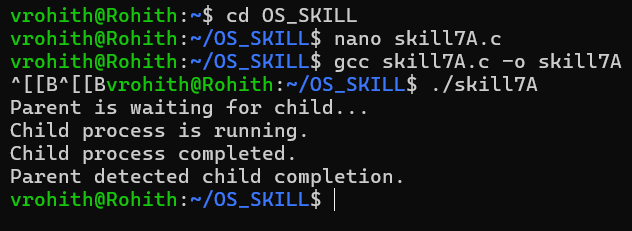 vrohith@Rohith:~$ cd OS_SKILL
vrohith@Rohith:~/OS_SKILL$ nano skill7A.c
vrohith@Rohith:~/OS_SKILL$ gcc skill7A.c -o skill7A
^[[B^[[Bvrohith@Rohith:~/OS_SKILL$ ./skill7A
Parent is waiting for child...
Child process is running.
Child process completed.
Parent detected child completion.
vrohith@Rohith:~/OS_SKILL$